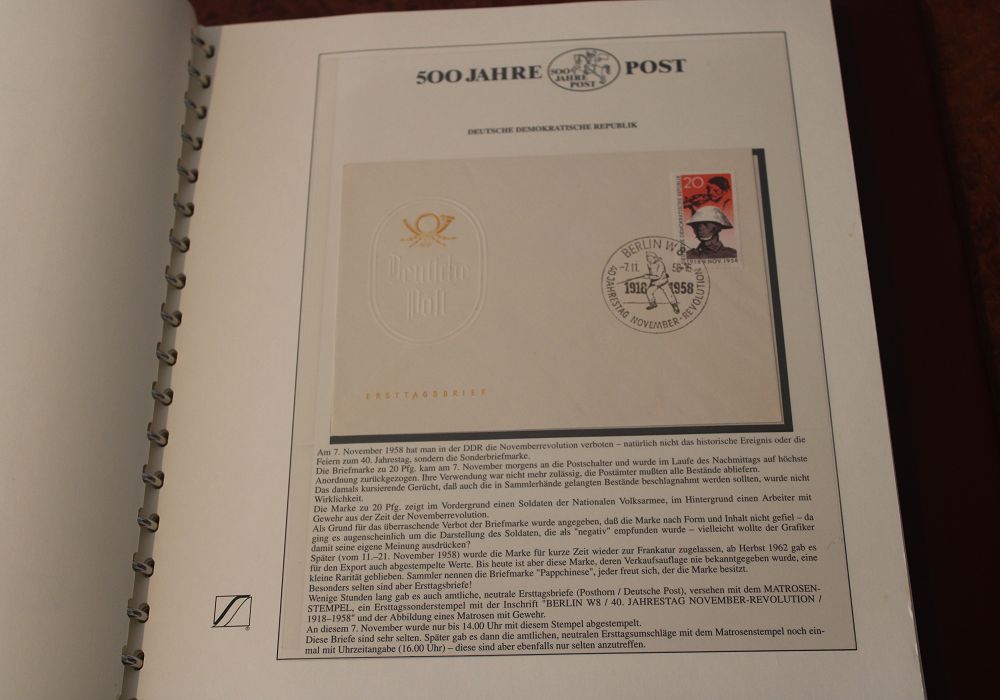 500 JAHRE POST
500
JAHRE
POST
DEUTSCHE DEMOKRATISCHE REPUBLIK
20
DEUTSCHE DEMOKRATISCHE REPUBLIK
1918 9. NOV. 1958
Deutsche
Post
BERLIN W8
-7.11. 58-15
1918 1958
40. JAHRESTAG NOVEMBER-REVOLUTION
ERSTTAGSBRIEF
Am 7. November 1958 hat man in der DDR die Novemberrevolution verboten – natürlich nicht das historische Ereignis oder die
Feiern zum 40. Jahrestag, sondern die Sonderbriefmarke.
Die Briefmarke zu 20 Pfg. kam am 7. November morgens an die Postschalter und wurde im Laufe des Nachmittags auf höchste
Anordnung zurückgezogen. Ihre Verwendung war nicht mehr zulässig, die Postämter mußten alle Bestände abliefern.
Das damals kursierende Gerücht, daß auch die in Sammlerhände gelangten Bestände beschlagnahmt werden sollten, wurde nicht
Wirklichkeit.
Die Marke zu 20 Pfg. zeigt im Vordergrund einen Soldaten der Nationalen Volksarmee, im Hintergrund einen Arbeiter mit
Gewehr aus der Zeit der Novemberrevolution.
Als Grund für das überraschende Verbot der Briefmarke wurde angegeben, daß die Marke nach Form und Inhalt nicht gefiel – da
ging es augenscheinlich um die Darstellung des Soldaten, die als "negativ" empfunden wurde – vielleicht wollte der Grafiker
damit seine eigene Meinung ausdrücken?
Später (vom 11.–21. November 1958) wurde die Marke für kurze Zeit wieder zur Frankatur zugelassen, ab Herbst 1962 gab es
für den Export auch abgestempelte Werte. Bis heute ist aber diese Marke, deren Verkaufsauflage nie bekanntgegeben wurde, eine
kleine Rarität geblieben. Sammler nennen die Briefmarke "Pappchinese", jeder freut sich, der die Marke besitzt.
Besonders selten sind aber Ersttagsbriefe!
Wenige Stunden lang gab es auch amtliche, neutrale Ersttagsbriefe (Posthorn / Deutsche Post), versehen mit dem MATROSEN-
STEMPEL, ein Ersttagssonderstempel mit der Inschrift "BERLIN W8 / 40. JAHRESTAG NOVEMBER-REVOLUTION /
1918–1958" und der Abbildung eines Matrosen mit Gewehr.
An diesem 7. November wurde nur bis 14.00 Uhr mit diesem Stempel abgestempelt.
Diese Briefe sind sehr selten. Später gab es dann die amtlichen, neutralen Ersttagsumschläge mit dem Matrosenstempel noch ein-
mal mit Uhrzeitangabe (16.00 Uhr) – diese sind aber ebenfalls nur selten anzutreffen.